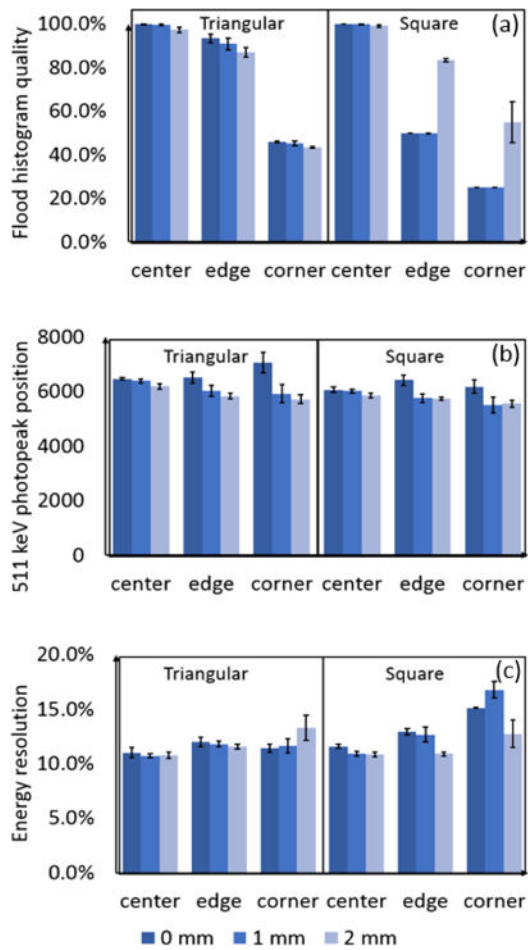 Flood histogram quality
100.0%
80.0%
60.0%
40.0%
20.0%
0.0%
Triangular Square (a)
center edge corner center edge corner
511 keV photopeak position
8000
6000
4000
2000
0
Triangular Square (b)
center edge corner center edge corner
Energy resolution
20.0%
15.0%
10.0%
5.0%
0.0%
Triangular Square (c)
center edge corner center edge corner
0 mm 1 mm 2 mm